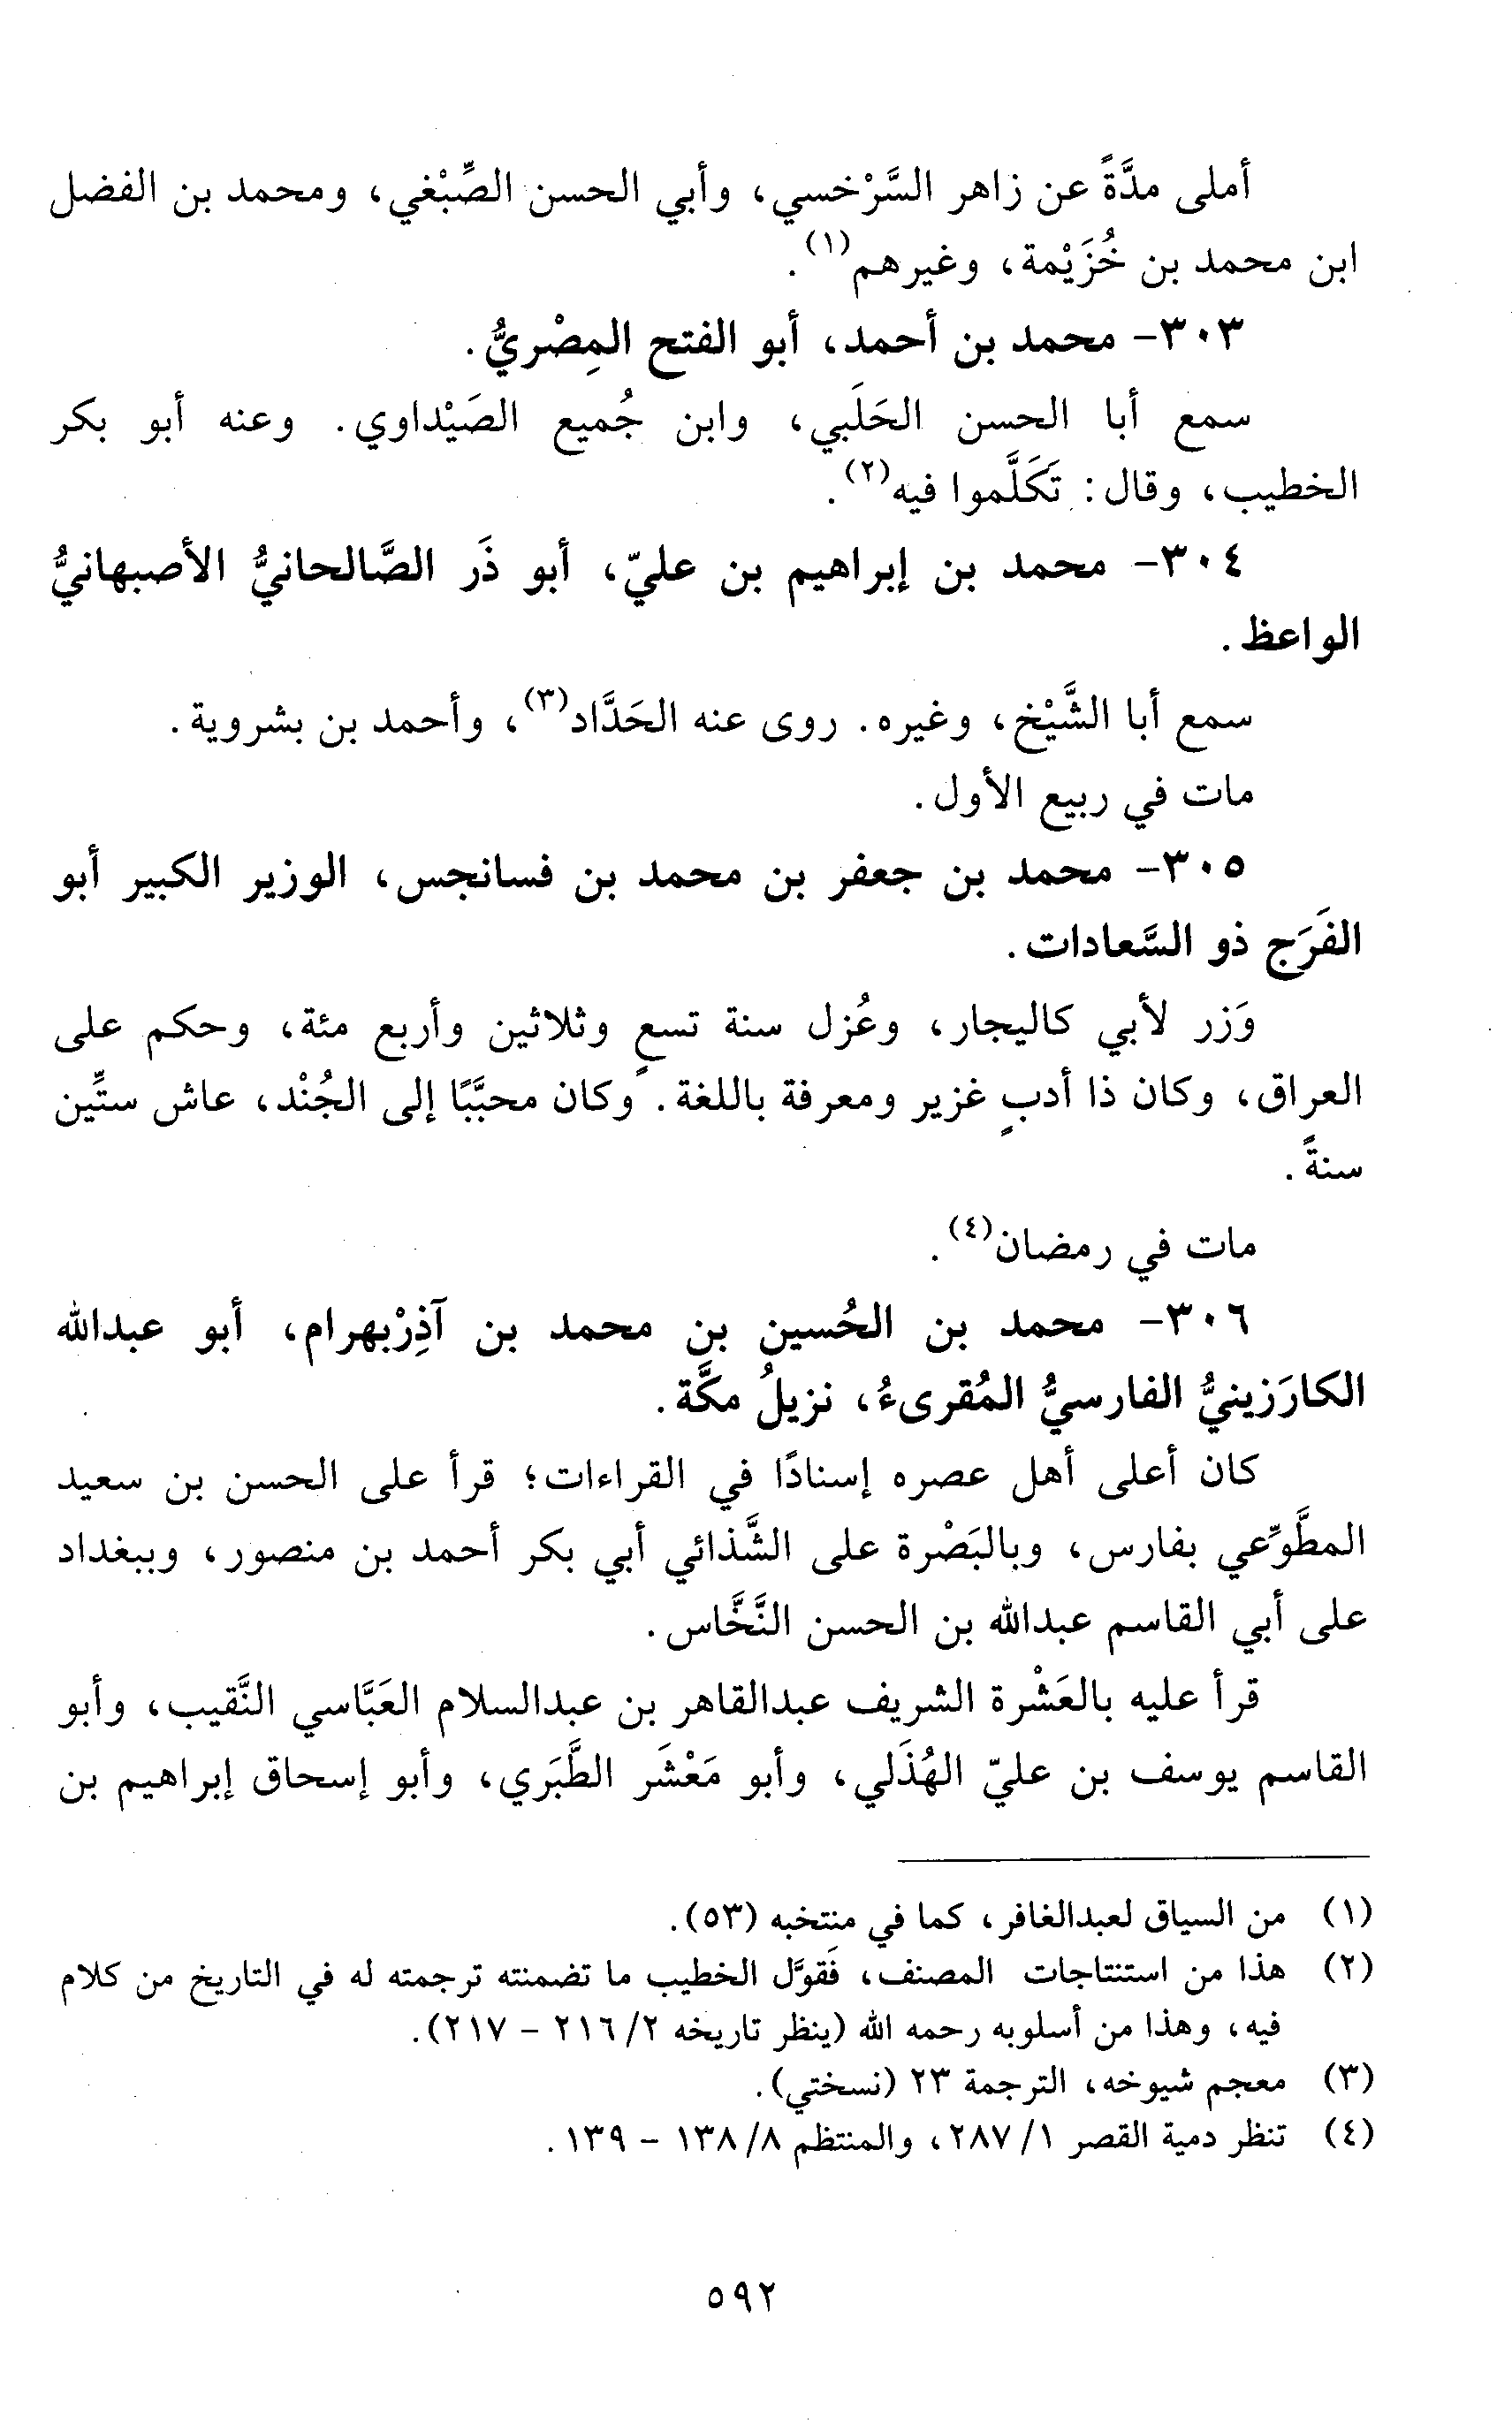 أملى مدَّةً عن زاهر السَّرْخسي، وأبي الحسن الصِّبْغي، ومحمد بن الفضل
ابن محمد بن خُزَيْمة، وغيرهم(١).
٣٠٣- محمد بن أحمد، أبو الفتح المِصْريُّ.
سمع أبا الحسن الحَلَبي، وابن جُميع الصَيْداوي. وعنه أبو بكر
الخطيب، وقال: تَكَلَّموا فيه(٢).
٣٠٤- محمد بن إبراهيم بن عليّ، أبو ذَر الصَّالحانيُّ الأصبهانيُّ
الواعظ.
سمع أبا الشَّيْخ، وغيره. روى عنه الحَدَّاد(٣)، وأحمد بن بشروية.
مات في ربيع الأول.
٣٠٥- محمد بن جعفر بن محمد بن فسانجس، الوزير الكبير أبو
الفَرَج ذو السَّعادات.
وَزر لأبي كاليجار، وعُزل سنة تسعٍ وثلاثين وأربع مئة، وحكم على
العراق، وكان ذا أدبٍ غزير ومعرفة باللغة. وكان محبَّبًا إلى الجُنْد، عاش ستِّين
سنةً.
مات في رمضان(٤).
٣٠٦- محمد بن الحُسين بن محمد بن آذِرْبهرام، أبو عبدالله
الكارَزينيُّ الفارسيُّ المُقرىءُ، نزيلُ مكَّة.
كان أعلى أهل عصره إسنادًا في القراءات؛ قرأ على الحسن بن سعيد
المطَّوِّعي بفارس، وبالبَصْرة على الشَّذائي أبي بكر أحمد بن منصور، وببغداد
على أبي القاسم عبدالله بن الحسن النَّخَّاس.
قرأ عليه بالعَشْرة الشريف عبدالقاهر بن عبدالسلام العَبَّاسي النَّقيب، وأبو
القاسم يوسف بن عليّ الهُذَلي، وأبو مَعْشَر الطَّبَري، وأبو إسحاق إبراهيم بن
(١) من السياق لعبدالغافر، كما في منتخبه (٥٣).
(٢) هذا من استنتاجات المصنف، فَقوَّل الخطيب ما تضمنته ترجمته له في التاريخ من كلام
فيه، وهذا من أسلوبه رحمه الله (ينظر تاريخه ٢/ ٢١٦ - ٢١٧).
(٣) معجم شيوخه، الترجمة ٢٣ (نسختي).
(٤) تنظر دمية القصر ١/ ٢٨٧، والمنتظم ٨/ ١٣٨ - ١٣٩.
٥٩٢